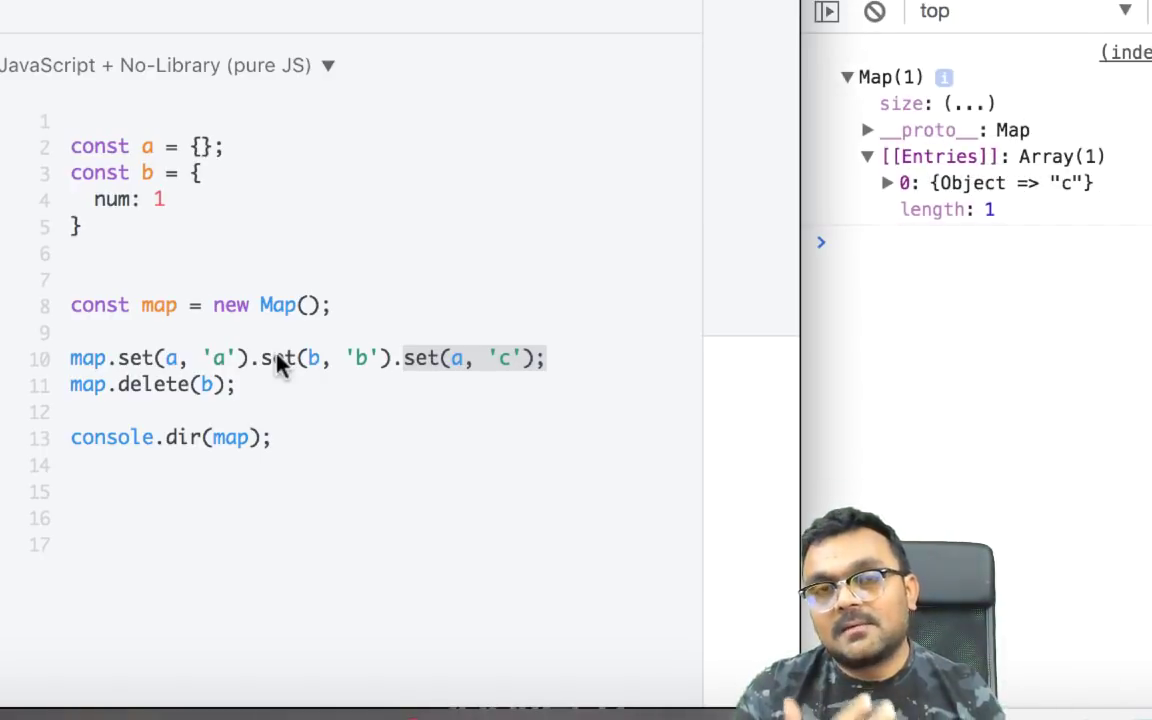 JavaScript + No-Library (pure JS) ▼
1
2 const a = {};
3 const b = {
4 num: 1
5 }
6
7
8 const map = new Map();
9
10 map.set(a, 'a').set(b, 'b').set(a, 'c');
11 map.delete(b);
12
13 console.dir(map);
14
15
16
17
top ▼
(inde
▼Map(1) i
size: (...)
▶__proto__: Map
▼[[Entries]]: Array(1)
▶0: {Object => "c"}
length: 1
>